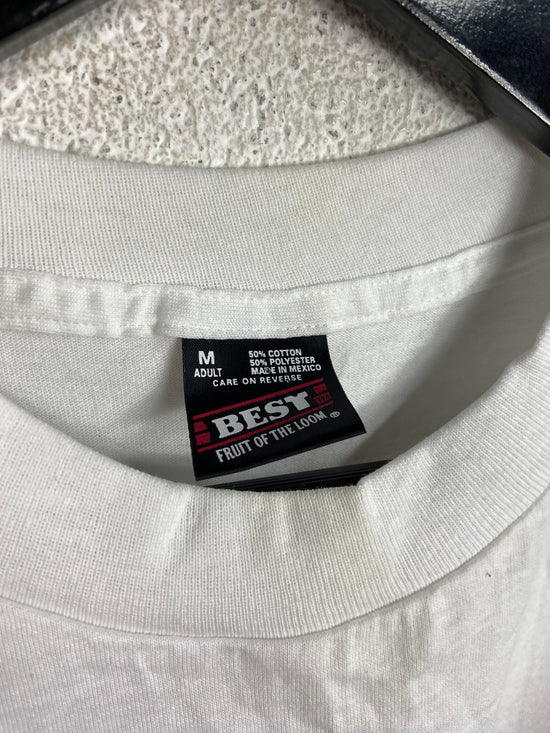 M
ADULT
50% COTTON
50% POLYESTER
MADE IN MEXICO
CARE ON REVERSE
BEST
FRUIT OF THE LOOM ®